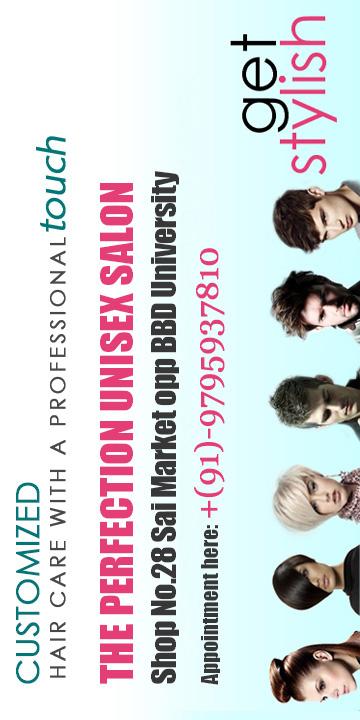 CUSTOMIZED
HAIR CARE WITH A PROFESSIONAL touch
THE PERFECTION UNISEX SALON
Shop No.28 Sai Market opp BBD University
Appointment here: +(91)-9795937810
get
stylish